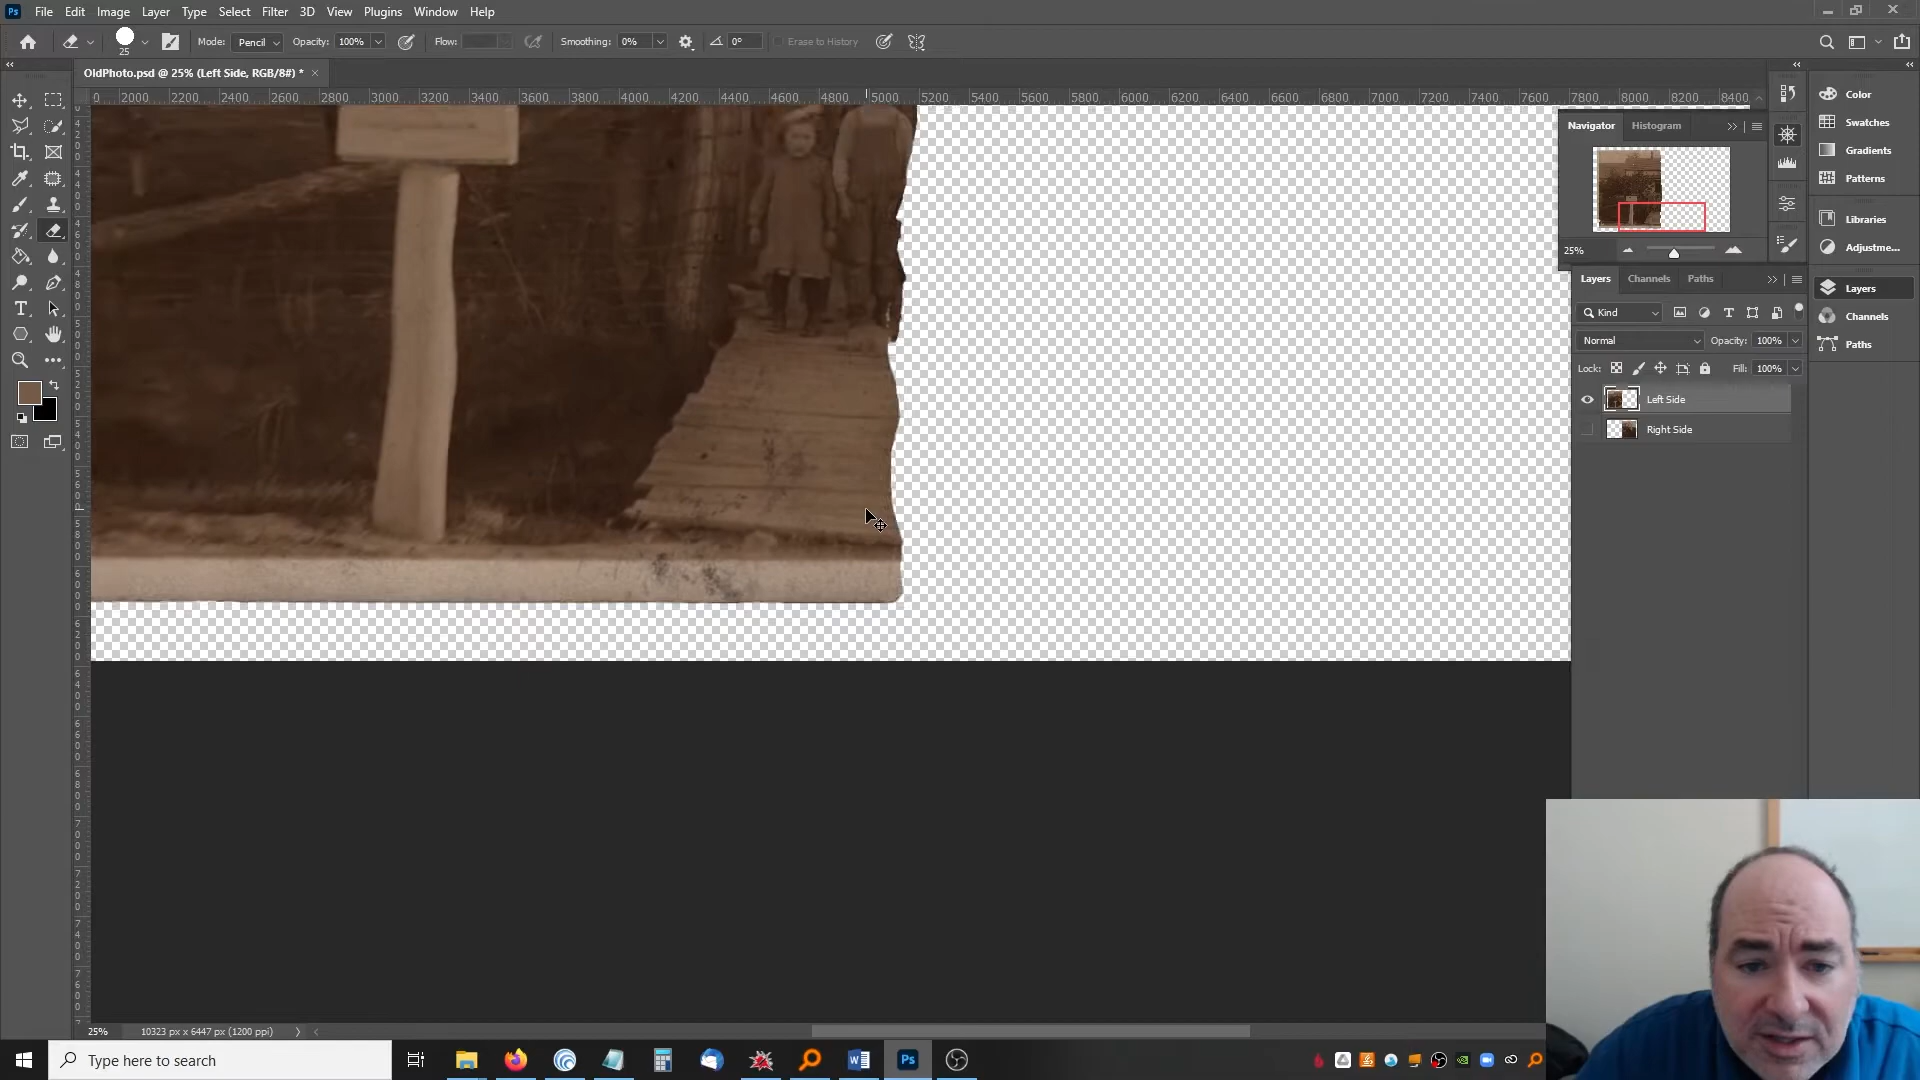 Ps File Edit Image Layer Type Select Filter 3D View Plugins Window Help
25 Mode: Pencil Opacity: 100% Flow: Smoothing: 0% 0° Erase to History
OldPhoto.psd @ 25% (Left Side, RGB/8#) * ×
0 2000 2200 2400 2600 2800 3000 3200 3400 3600 3800 4000 4200 4400 4600 4800 5000 5200 5400 5600 5800 6000 6200 6400 6600 6800 7000 7200 7400 7600 7800 8000 8200 8400
Navigator Histogram
25%
Layers Channels Paths
Kind
Normal Opacity: 100%
Lock: Fill: 100%
Left Side
Right Side
Color
Swatches
Gradients
Patterns
Libraries
Adjustme...
Layers
Channels
Paths
25% 10323 px x 6447 px (1200 ppi)
Type here to search
Ps